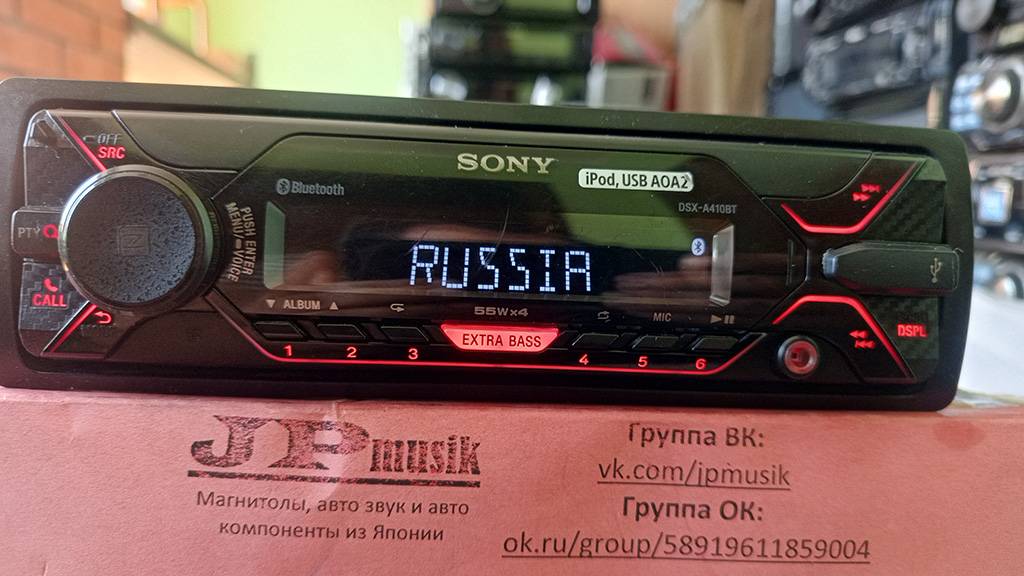 OFF
SRC
SONY
iPod, USB AOA2
Bluetooth
DSX-A410BT
PTY
PUSH ENTER
MENU
VOICE
RUSSIA
CALL
▼ ALBUM ▲
55W×4
MIC
EXTRA BASS
DSPL
1 2 3 4 5 6
JPmusik
Магнитолы, авто звук и авто
компоненты из Японии
Группа ВК:
vk.com/jpmusik
Группа ОК:
ok.ru/group/58919611859004